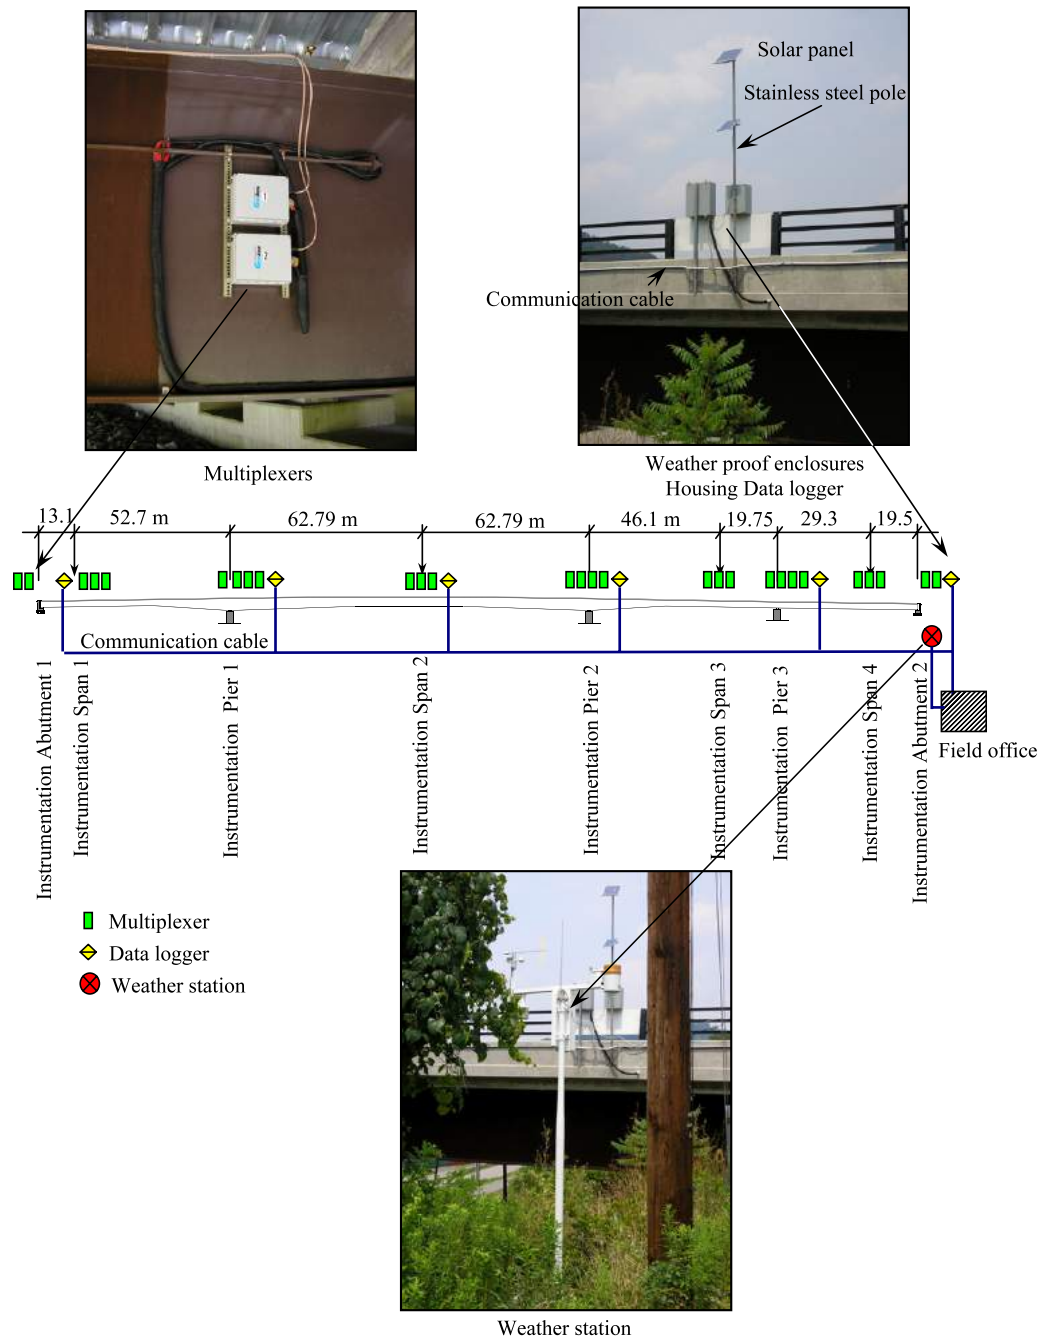 Solar panel
Stainless steel pole
Communication cable
Multiplexers
Weather proof enclosures
Housing Data logger
13.1
52.7 m
62.79 m
62.79 m
46.1 m
19.75
29.3
19.5
Communication cable
Instrumentation Abutment 1
Instrumentation Span 1
Instrumentation Pier 1
Instrumentation Span 2
Instrumentation Pier 2
Instrumentation Span 3
Instrumentation Pier 3
Instrumentation Span 4
Instrumentation Abutment 2
Field office
Multiplexer
Data logger
Weather station
Weather station